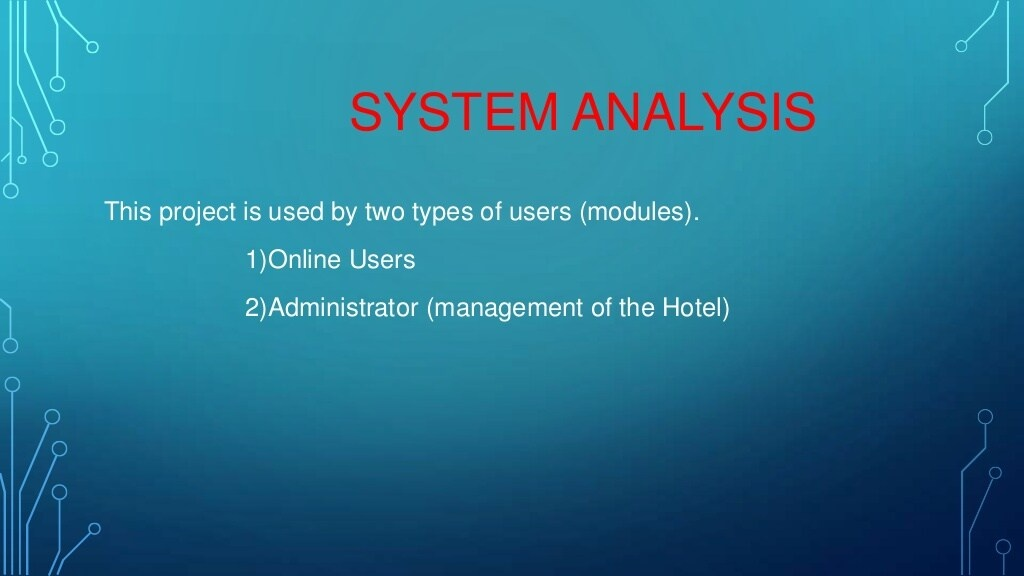 SYSTEM ANALYSIS
This project is used by two types of users (modules).
1)Online Users
2)Administrator (management of the Hotel)